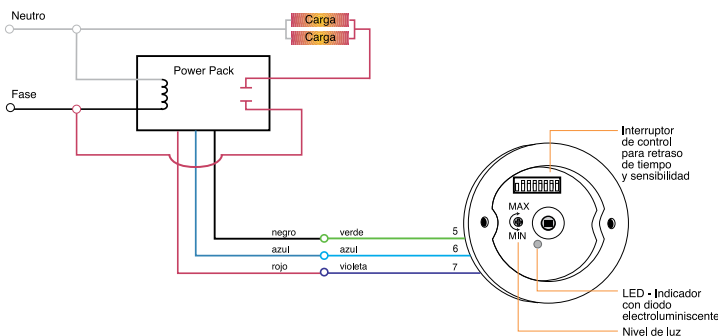 Neutro
Carga
Carga
Power Pack
Fase
Interruptor
de control
para retraso
de tiempo
y sensibilidad
MAX
MÍN
negro verde 5
azul azul 6
rojo violeta 7
LED - Indicador
con diodo
electroluminiscente
Nivel de luz